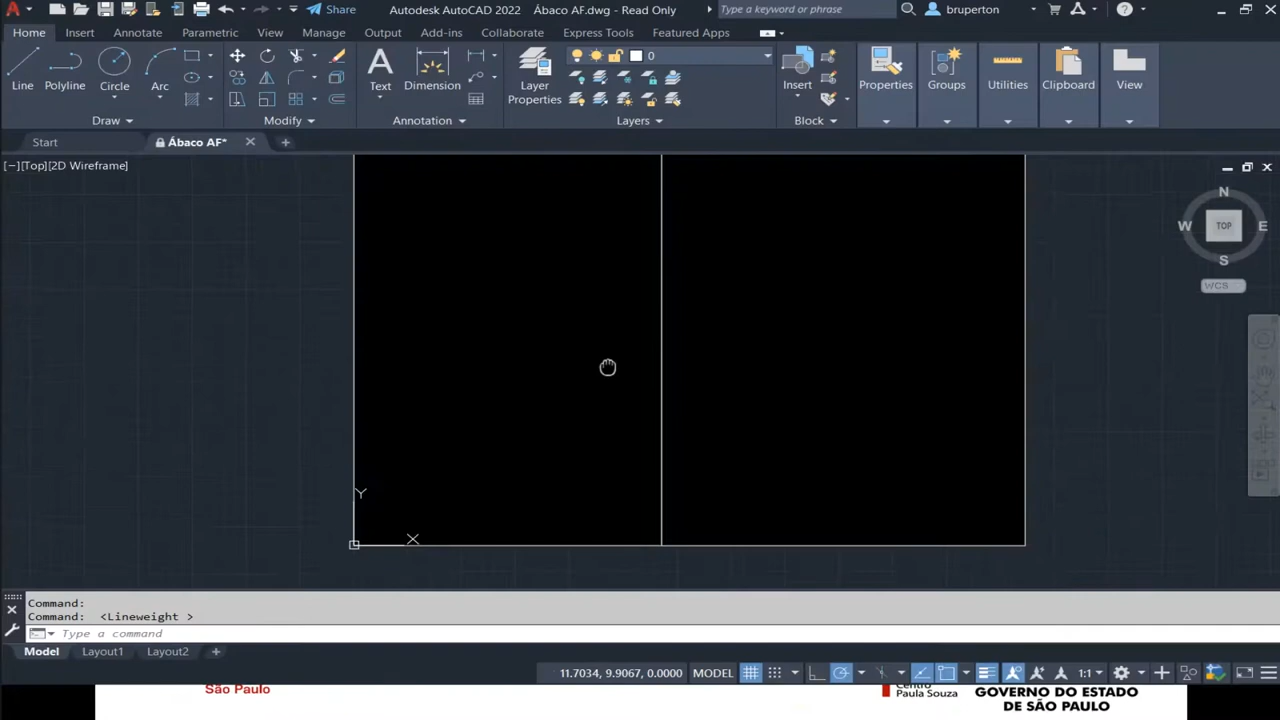 Share
Autodesk AutoCAD 2022 Ábaco AF.dwg - Read Only
Type a keyword or phrase
bruperton
Home Insert Annotate Parametric View Manage Output Add-ins Collaborate Express Tools Featured Apps
0
Line Polyline Circle Arc
Text Dimension
Layer Properties
Insert
Properties Groups Utilities Clipboard View
Draw Modify Annotation Layers Block
Start Ábaco AF*
[−][Top][2D Wireframe]
N
W TOP E
S
WCS
Y
X
Command:
Command: <Lineweight >
Type a command
Model Layout1 Layout2
11.7034, 9.9067, 0.0000 MODEL 1:1
São Paulo
Centro
Paula Souza
GOVERNO DO ESTADO
DE SÃO PAULO